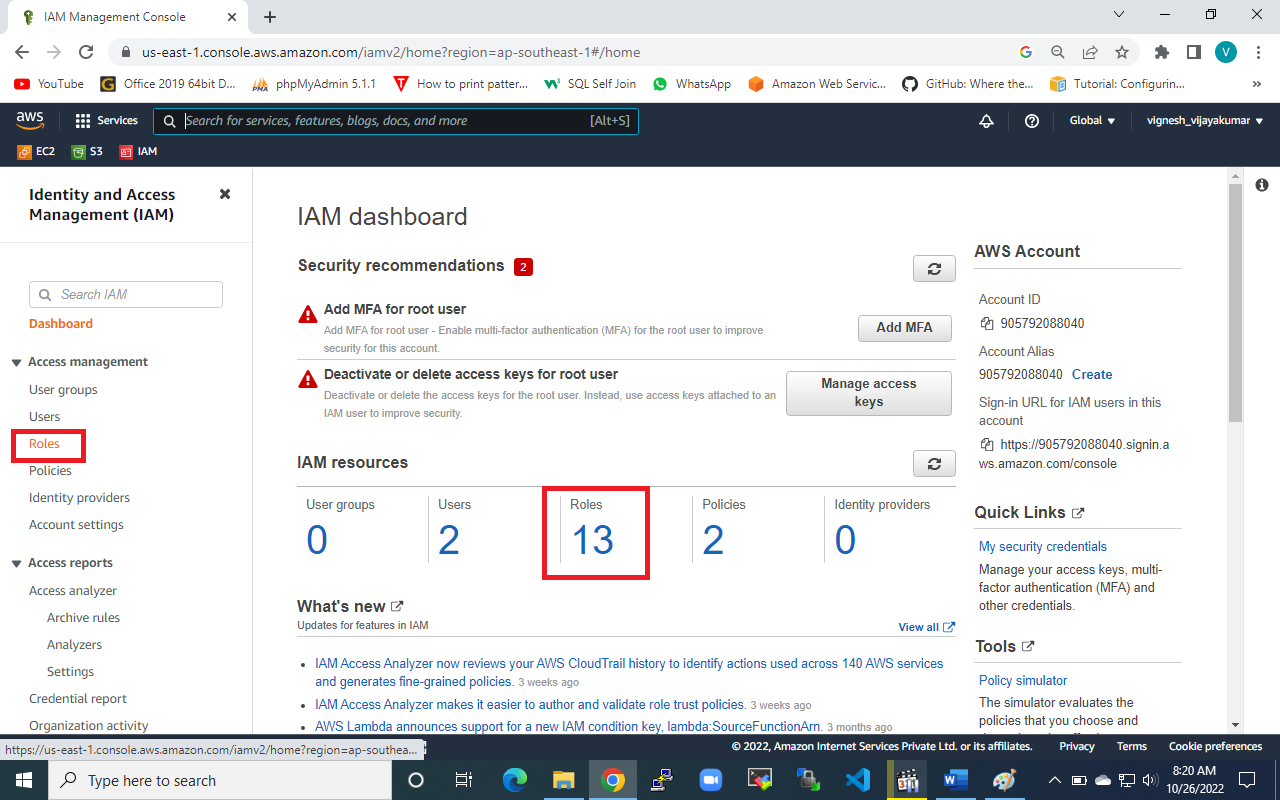 IAM Management Console
us-east-1.console.aws.amazon.com/iamv2/home?region=ap-southeast-1#/home
V
YouTube
Office 2019 64bit D...
phpMyAdmin 5.1.1
How to print patter...
SQL Self Join
WhatsApp
Amazon Web Servic...
GitHub: Where the...
Tutorial: Configurin...
»
aws
Services
Search for services, features, blogs, docs, and more
[Alt+S]
Global
vignesh_vijayakumar
EC2
S3
IAM
Identity and Access
Management (IAM)
Search IAM
Dashboard
Access management
User groups
Users
Roles
Policies
Identity providers
Account settings
Access reports
Access analyzer
Archive rules
Analyzers
Settings
Credential report
Organization activity
IAM dashboard
Security recommendations 2
Add MFA for root user
Add MFA for root user - Enable multi-factor authentication (MFA) for the root user to improve
security for this account.
Add MFA
Deactivate or delete access keys for root user
Deactivate or delete the access keys for the root user. Instead, use access keys attached to an
IAM user to improve security.
Manage access
keys
IAM resources
User groups
0
Users
2
Roles
13
Policies
2
Identity providers
0
What's new
Updates for features in IAM
View all
IAM Access Analyzer now reviews your AWS CloudTrail history to identify actions used across 140 AWS services
and generates fine-grained policies. 3 weeks ago
IAM Access Analyzer makes it easier to author and validate role trust policies. 3 weeks ago
AWS Lambda announces support for a new IAM condition key, lambda:SourceFunctionArn. 3 months ago
AWS Account
Account ID
905792088040
Account Alias
905792088040 Create
Sign-in URL for IAM users in this
account
https://905792088040.signin.a
ws.amazon.com/console
Quick Links
My security credentials
Manage your access keys, multi-
factor authentication (MFA) and
other credentials.
Tools
Policy simulator
The simulator evaluates the
policies that you choose and
https://us-east-1.console.aws.amazon.com/iamv2/home?region=ap-southea...
© 2022, Amazon Internet Services Private Ltd. or its affiliates.
Privacy
Terms
Cookie preferences
Type here to search
8:20 AM
10/26/2022